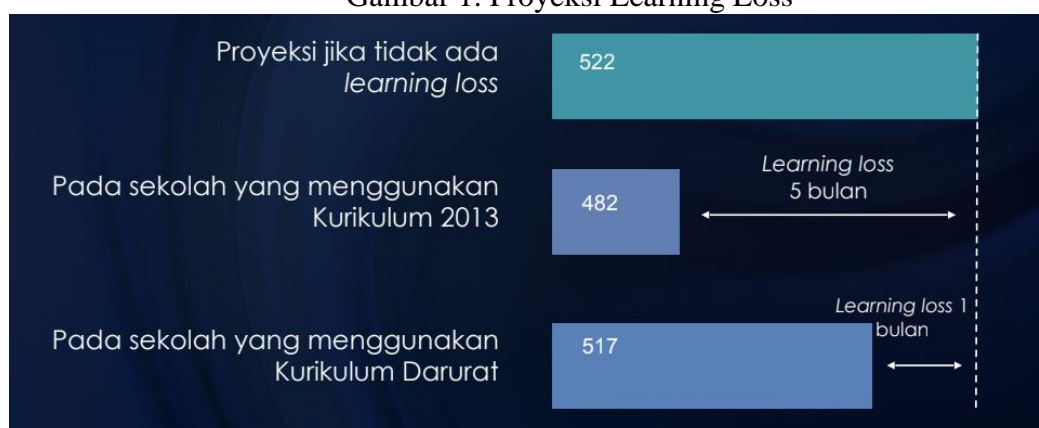 Gambar 1. Proyeksi Learning Loss
Proyeksi jika tidak ada
learning loss
522
Pada sekolah yang menggunakan
Kurikulum 2013
482
Learning loss
5 bulan
Pada sekolah yang menggunakan
Kurikulum Darurat
517
Learning loss 1
bulan